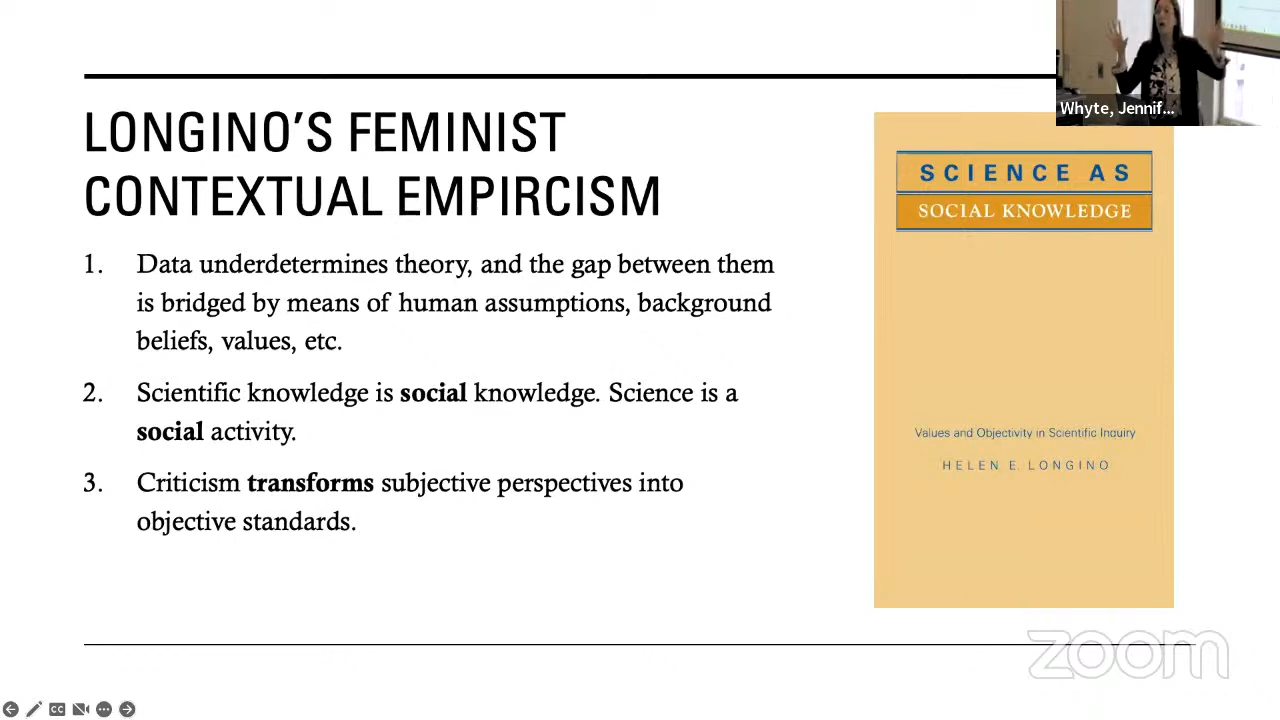 Whyte, Jennif...
LONGINO'S FEMINIST
CONTEXTUAL EMPIRCISM
1. Data underdetermines theory, and the gap between them
is bridged by means of human assumptions, background
beliefs, values, etc.
2. Scientific knowledge is social knowledge. Science is a
social activity.
3. Criticism transforms subjective perspectives into
objective standards.
SCIENCE AS
SOCIAL KNOWLEDGE
Values and Objectivity in Scientific Inquiry
HELEN E. LONGINO
zoom
CC